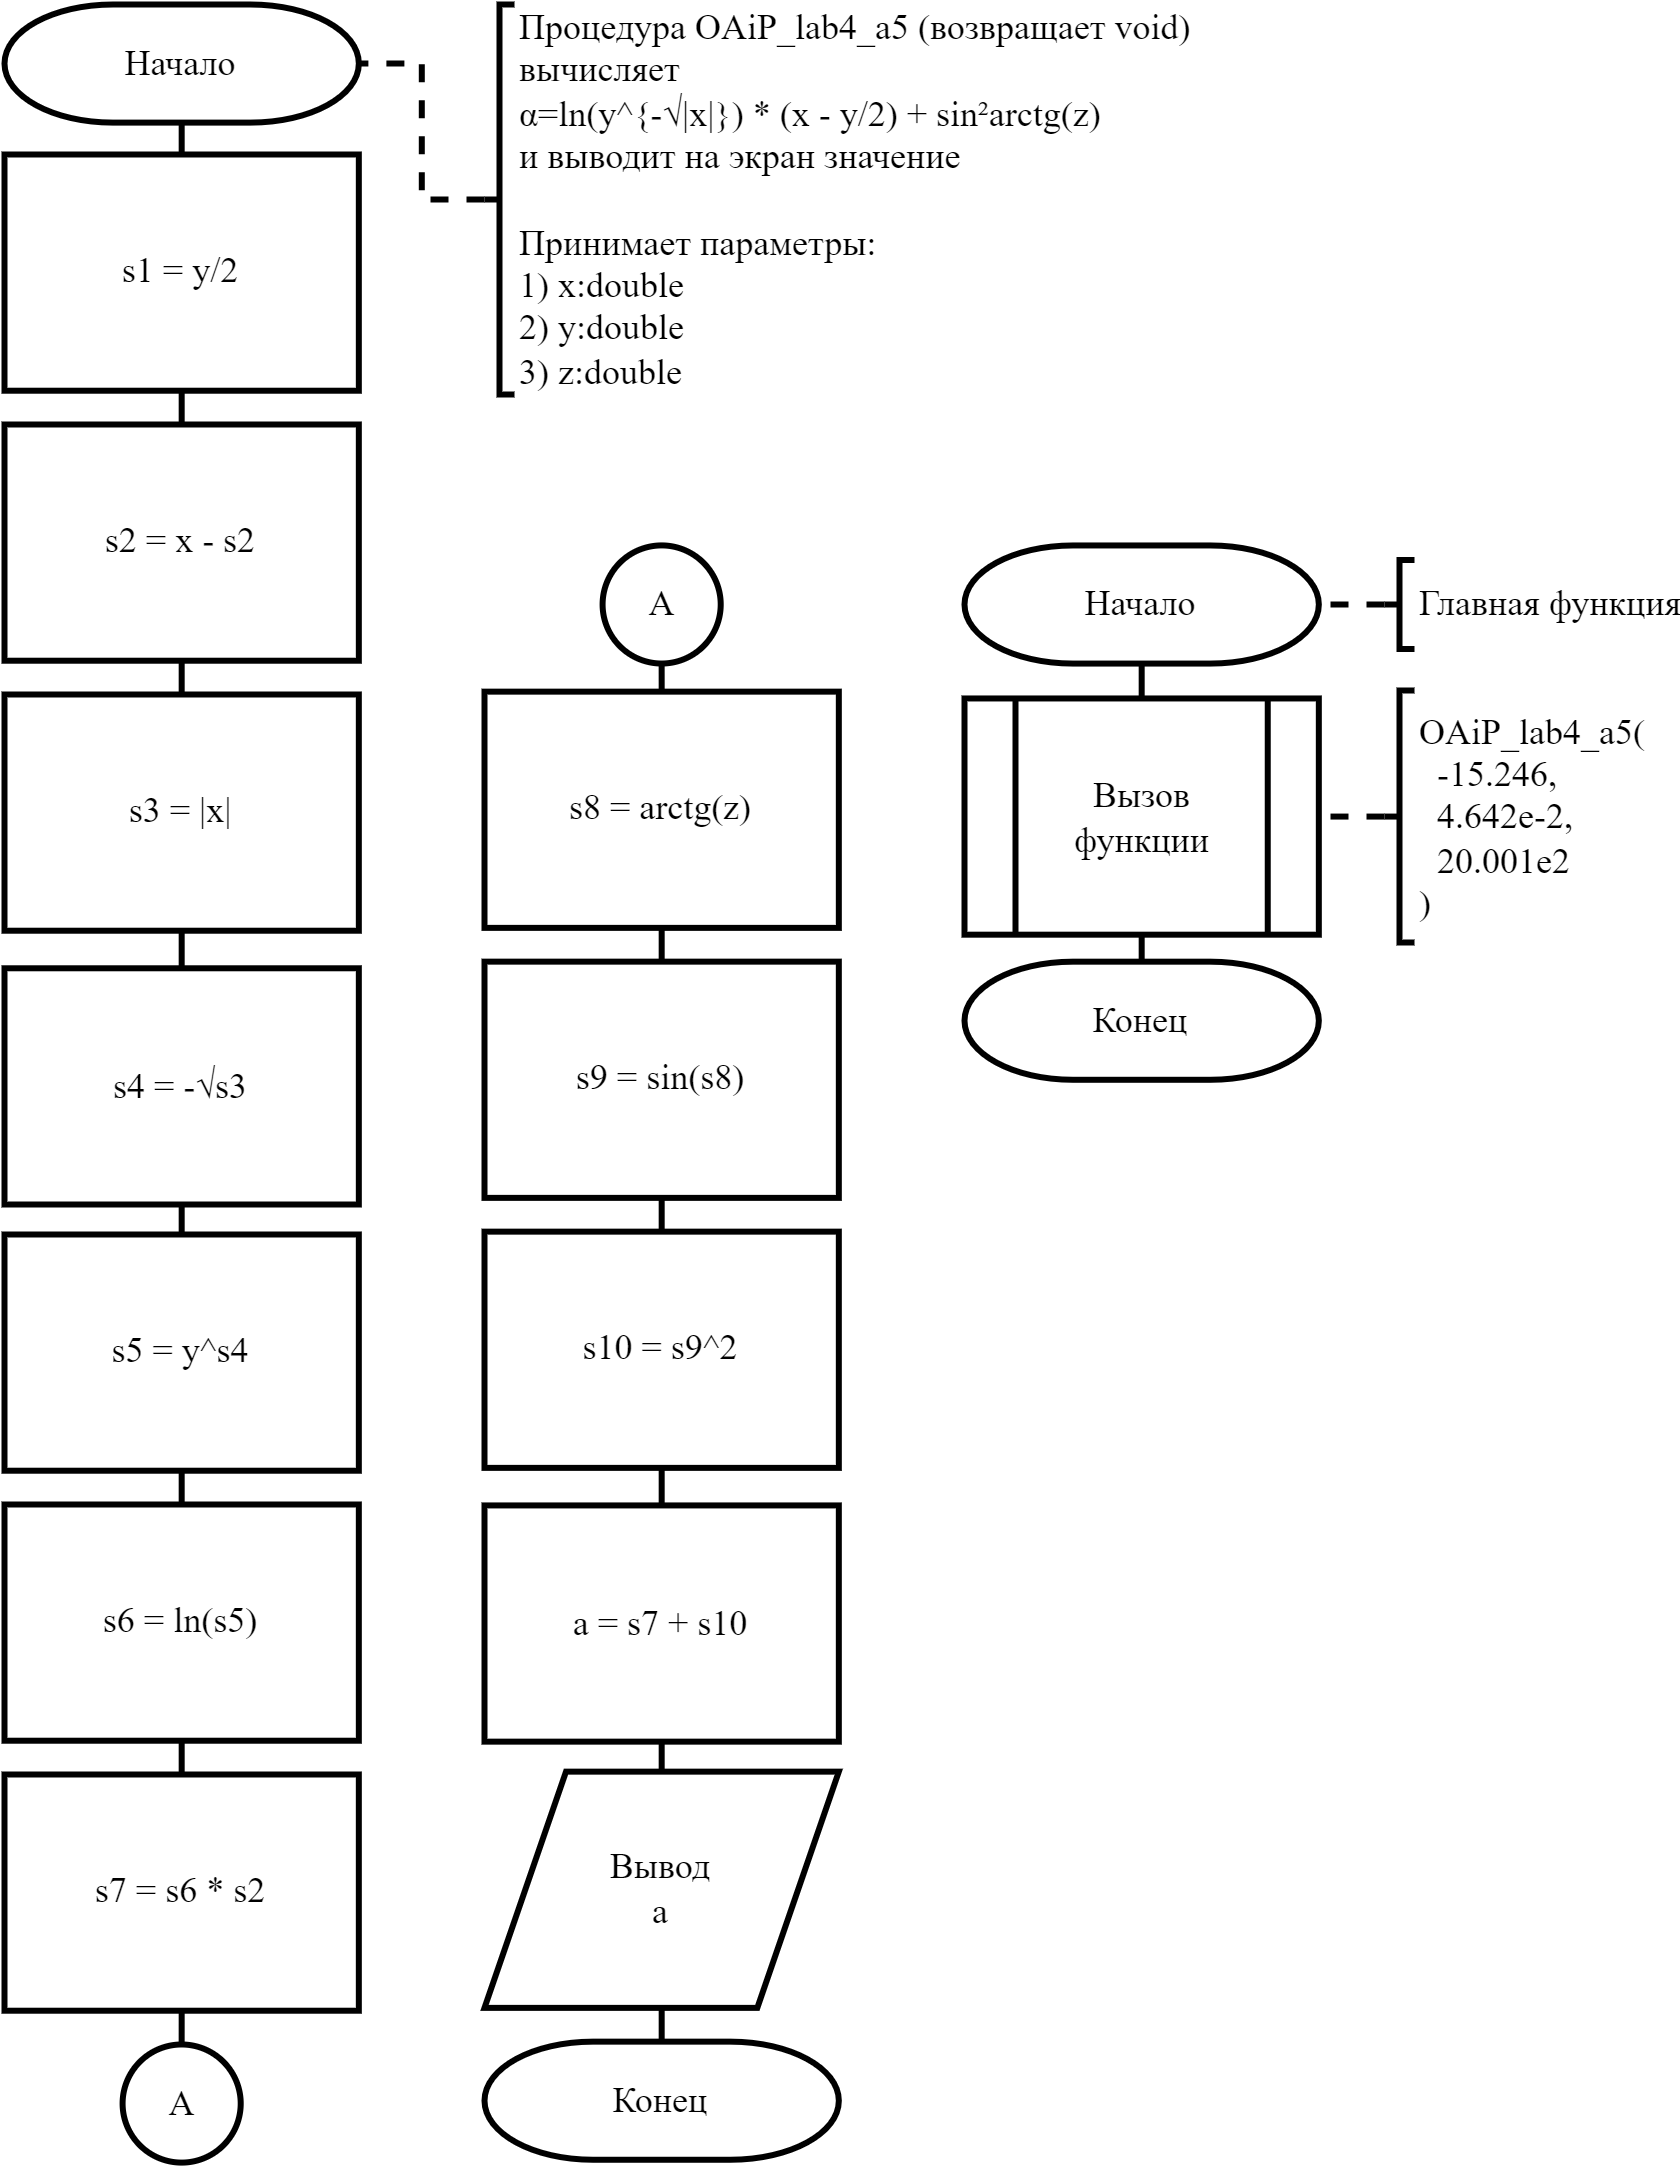 Начало
Процедура OAiP_lab4_a5 (возвращает void)
вычисляет
α=ln(y^{-√|x|}) * (x - y/2) + sin²arctg(z)
и выводит на экран значение
Принимает параметры:
1) x:double
2) y:double
3) z:double
s1 = y/2
s2 = x - s2
s3 = |x|
s4 = -√s3
s5 = y^s4
s6 = ln(s5)
s7 = s6 * s2
A
A
s8 = arctg(z)
s9 = sin(s8)
s10 = s9^2
a = s7 + s10
Вывод
a
Конец
Начало
Главная функция
Вызов
функции
OAiP_lab4_a5(
-15.246,
4.642e-2,
20.001e2
)
Конец